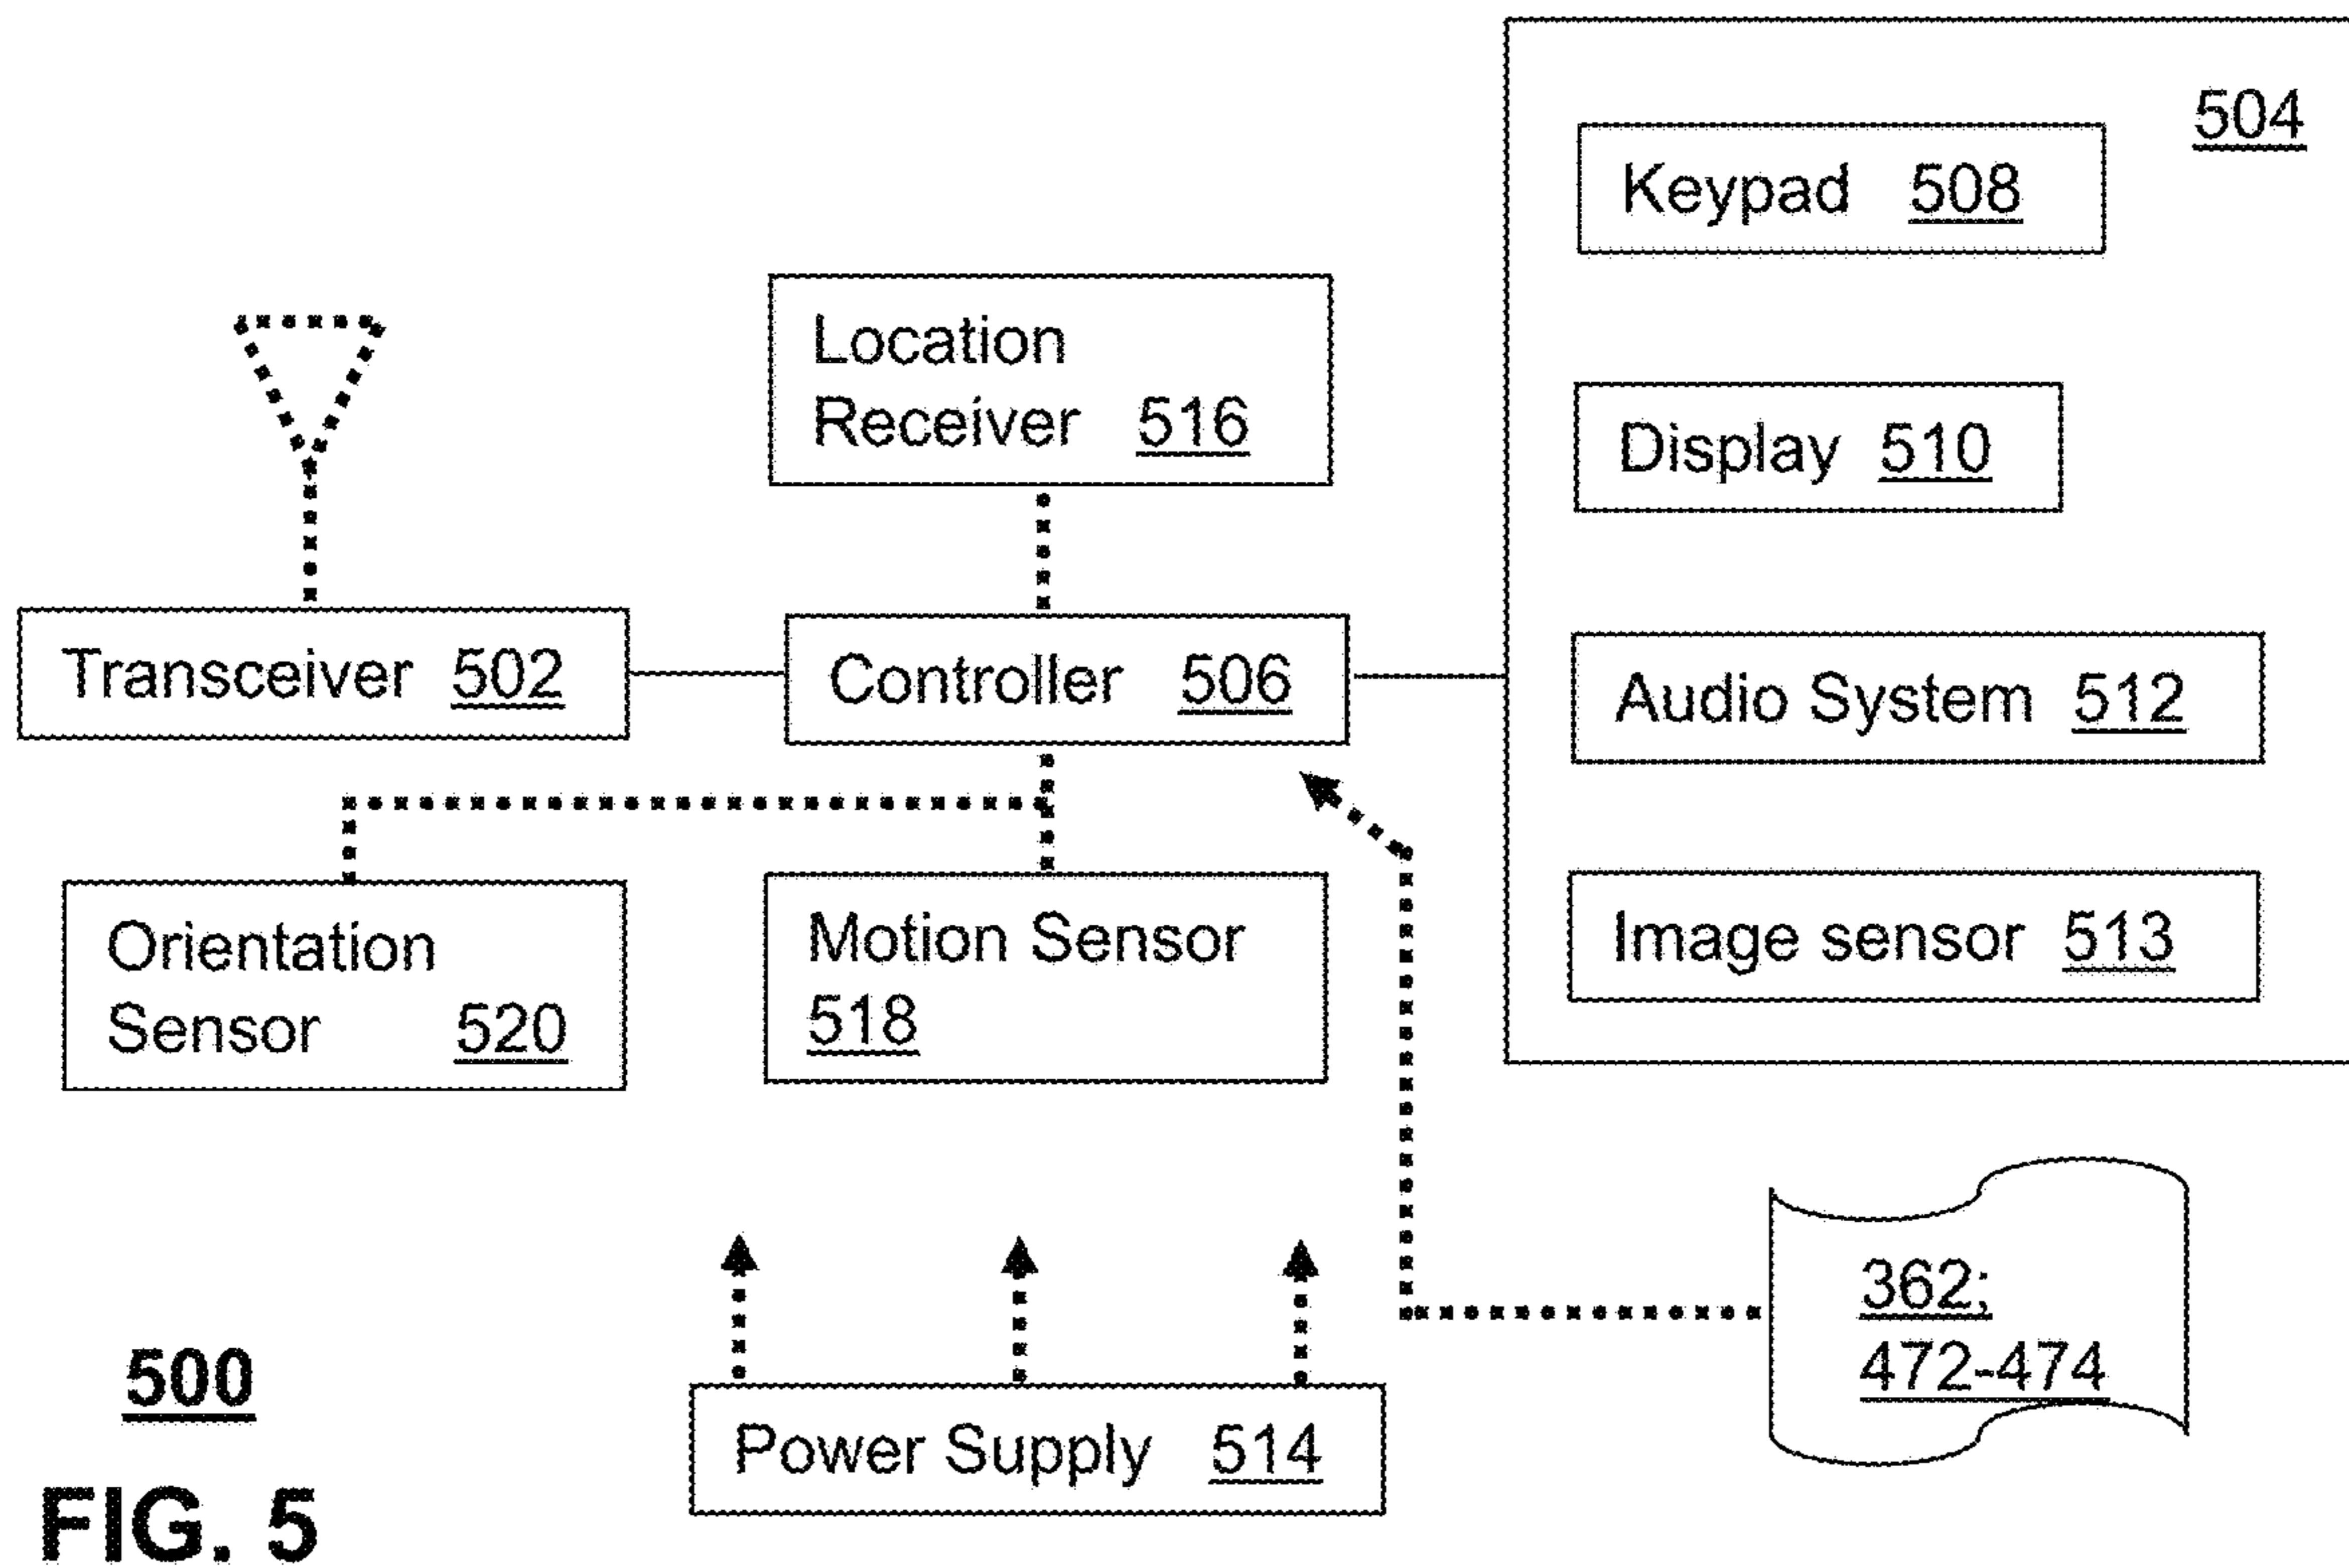 504
Keypad 508
Location
Receiver 516
Display 510
Transceiver 502
Controller 506
Audio System 512
Orientation
Sensor 520
Motion Sensor
518
Image sensor 513
362;
472-474
Power Supply 514
500
FIG. 5